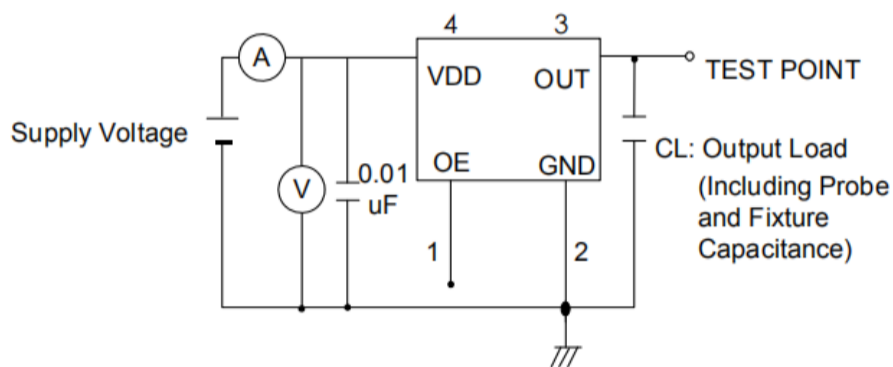 4 3
A
VDD OUT
TEST POINT
Supply Voltage
V
0.01
uF
OE GND
CL: Output Load
(Including Probe
and Fixture
Capacitance)
1 2